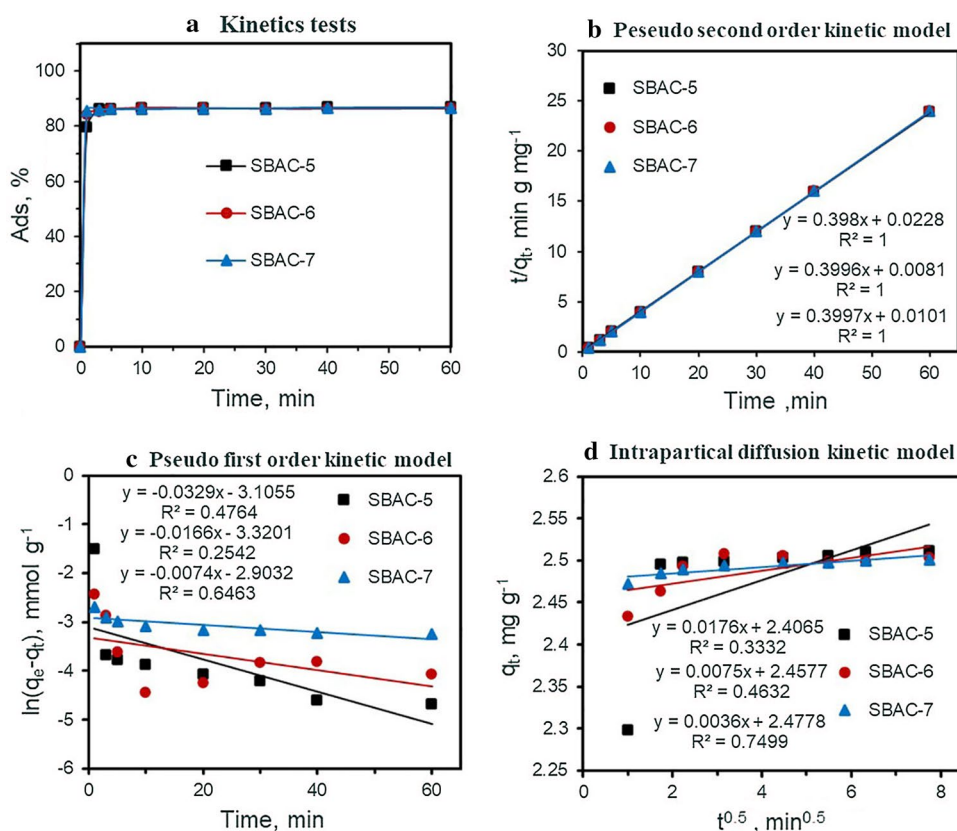 a Kinetics tests
100
80
60
40
20
0
Ads, %
SBAC-5
SBAC-6
SBAC-7
0 10 20 30 40 50 60
Time, min
b Peseudo second order kinetic model
30
25
20
15
10
5
0
t/qt, min g mg-1
SBAC-5
SBAC-6
SBAC-7
y = 0.398x + 0.0228
R² = 1
y = 0.3996x + 0.0081
R² = 1
y = 0.3997x + 0.0101
R² = 1
0 10 20 30 40 50 60
Time ,min
c Pseudo first order kinetic model
0
-1
-2
-3
-4
-5
-6
ln(qe-qt), mmol g-1
y = -0.0329x - 3.1055
R² = 0.4764
y = -0.0166x - 3.3201
R² = 0.2542
y = -0.0074x - 2.9032
R² = 0.6463
SBAC-5
SBAC-6
SBAC-7
0 20 40 60
Time, min
d Intrapartical diffusion kinetic model
2.6
2.55
2.5
2.45
2.4
2.35
2.3
2.25
qt, mg g-1
y = 0.0176x + 2.4065
R² = 0.3332
y = 0.0075x + 2.4577
R² = 0.4632
y = 0.0036x + 2.4778
R² = 0.7499
SBAC-5
SBAC-6
SBAC-7
0 2 4 6 8
t0.5 , min0.5